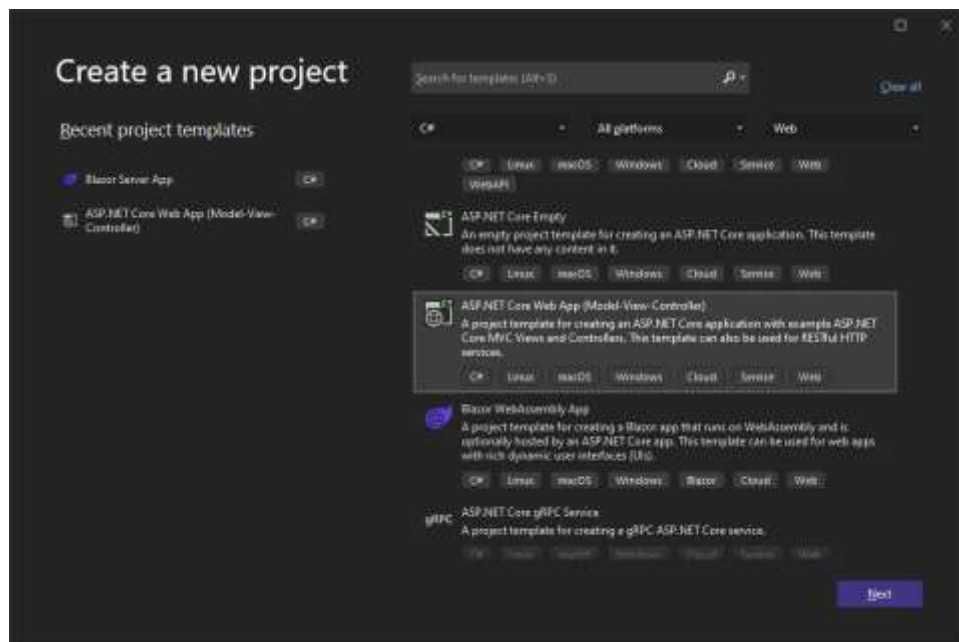 Create a new project
Search for templates (Alt+S)
Clear all
Recent project templates
C#
All platforms
Web
Blazor Server App
C#
ASP.NET Core Web App (Model-View-
Controller)
C#
C# Linux macOS Windows Cloud Service Web
WebAPI
ASP.NET Core Empty
An empty project template for creating an ASP.NET Core application. This template
does not have any content in it.
C# Linux macOS Windows Cloud Service Web
ASP.NET Core Web App (Model-View-Controller)
A project template for creating an ASP.NET Core application with example ASP.NET
Core MVC Views and Controllers. This template can also be used for RESTful HTTP
services.
C# Linux macOS Windows Cloud Service Web
Blazor WebAssembly App
A project template for creating a Blazor app that runs on WebAssembly and is
optionally hosted by an ASP.NET Core app. This template can be used for web apps
with rich dynamic user interfaces (UIs).
C# Linux macOS Windows Blazor Cloud Web
gRPC
ASP.NET Core gRPC Service
A project template for creating a gRPC ASP.NET Core service.
C# Linux macOS Windows Cloud Service Web
Next